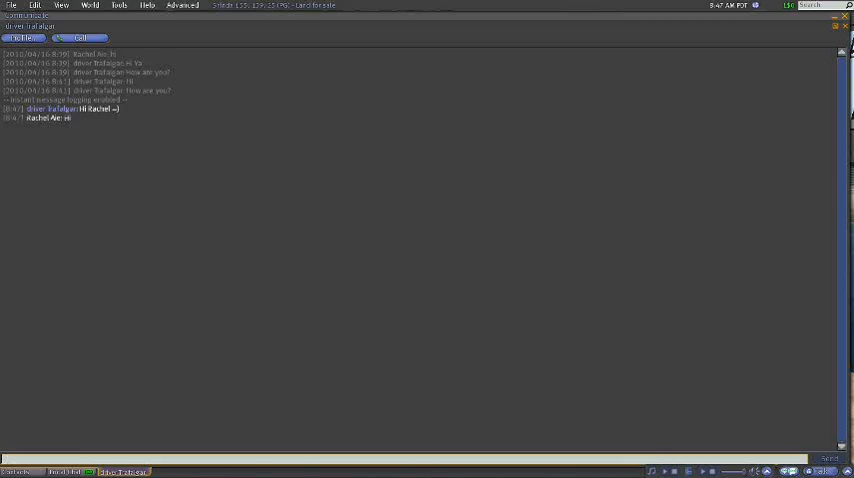 File Edit View World Tools Help Advanced
8:47 AM PDT L$0 Search
Communicate
driver Trafalgar
Profile... Call
[2010/04/16 8:39] Rachel Aie: hi
[2010/04/16 8:39] driver Trafalgar: Hi Ya
[2010/04/16 8:39] driver Trafalgar: How are you?
[2010/04/16 8:41] driver Trafalgar: Hi
[2010/04/16 8:41] driver Trafalgar: How are you?
-- Instant message logging enabled --
[8:47] driver Trafalgar: Hi Rachel =)
[8:47] Rachel Aie: Hi
Send
Contacts Local Chat driver Trafalgar
Talk